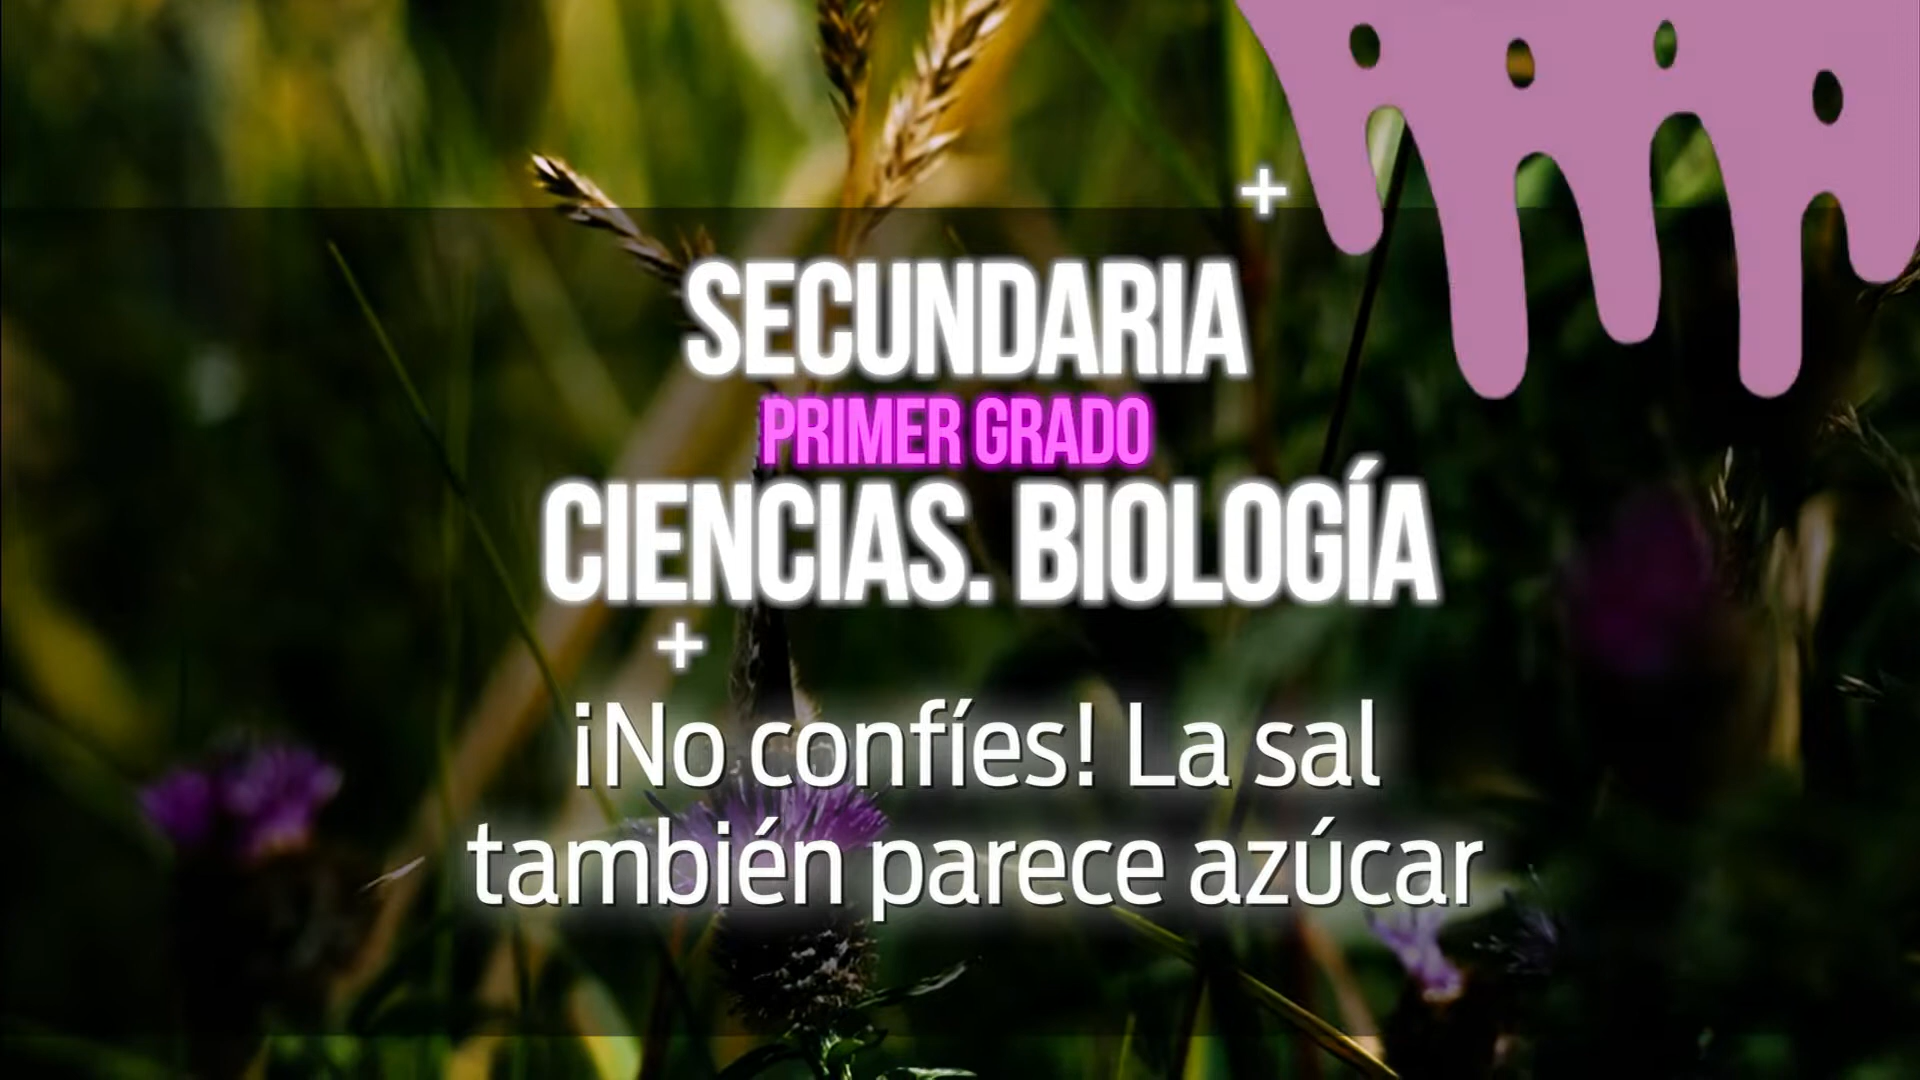 SECUNDARIA
PRIMER GRADO
CIENCIAS. BIOLOGÍA
¡No confíes! La sal
también parece azúcar